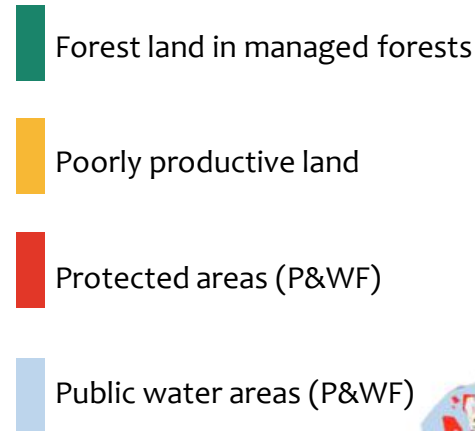 Forest land in managed forests
Poorly productive land
Protected areas (P&WF)
Public water areas (P&WF)